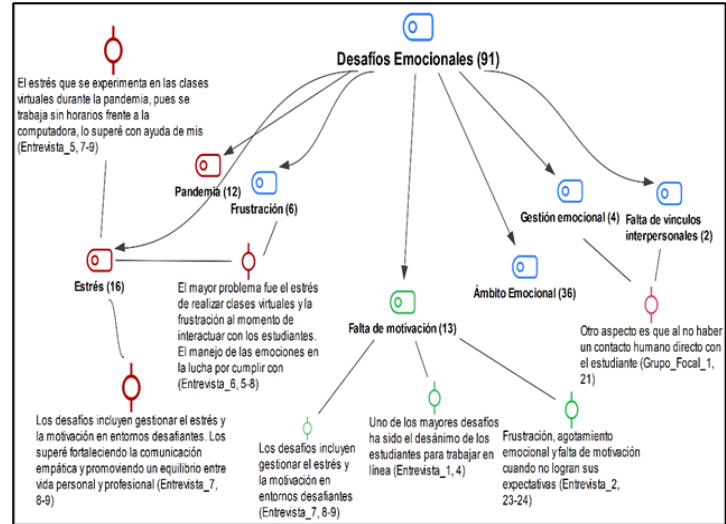 Desafíos Emocionales (91)
El estrés que se experimenta en las clases
virtuales durante la pandemia, pues se
trabaja sin horarios frente a la
computadora, lo superé con ayuda de mis
(Entrevista_5, 7-9)
Pandemia (12)
Frustración (6)
Gestión emocional (4)
Falta de vinculos
interpersonales (2)
Estrés (16)
El mayor problema fue el estrés
de realizar clases virtuales y la
frustración al momento de
interactuar con los estudiantes.
El manejo de las emociones en
la lucha por cumplir con
(Entrevista_6, 5-8)
Ámbito Emocional (36)
Falta de motivación (13)
Otro aspecto es que al no haber
un contacto humano directo con
el estudiante (Grupo_Focal_1,
21)
Los desafíos incluyen gestionar el estrés y
la motivación en entornos desafiantes. Los
superé fortaleciendo la comunicación
empática y promoviendo un equilibrio entre
vida personal y profesional (Entrevista_7,
8-9)
Los desafíos incluyen
gestionar el estrés y
la motivación en
entornos desafiantes
(Entrevista_7, 8-9)
Uno de los mayores desafíos
ha sido el desánimo de los
estudiantes para trabajar en
línea (Entrevista_1, 4)
Frustración, agotamiento
emocional y falta de motivación
cuando no logran sus
expectativas (Entrevista_2,
23-24)